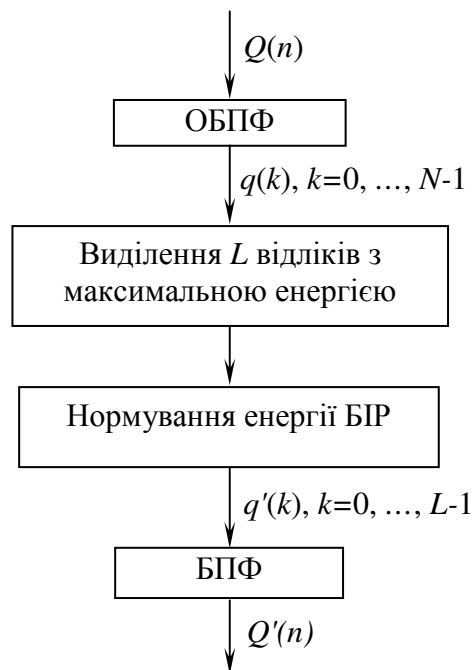 Q(n)
ОБПФ
q(k), k=0, ..., N-1
Виділення L відліків з
максимальною енергією
Нормування енергії БІР
q'(k), k=0, ..., L-1
БПФ
Q'(n)